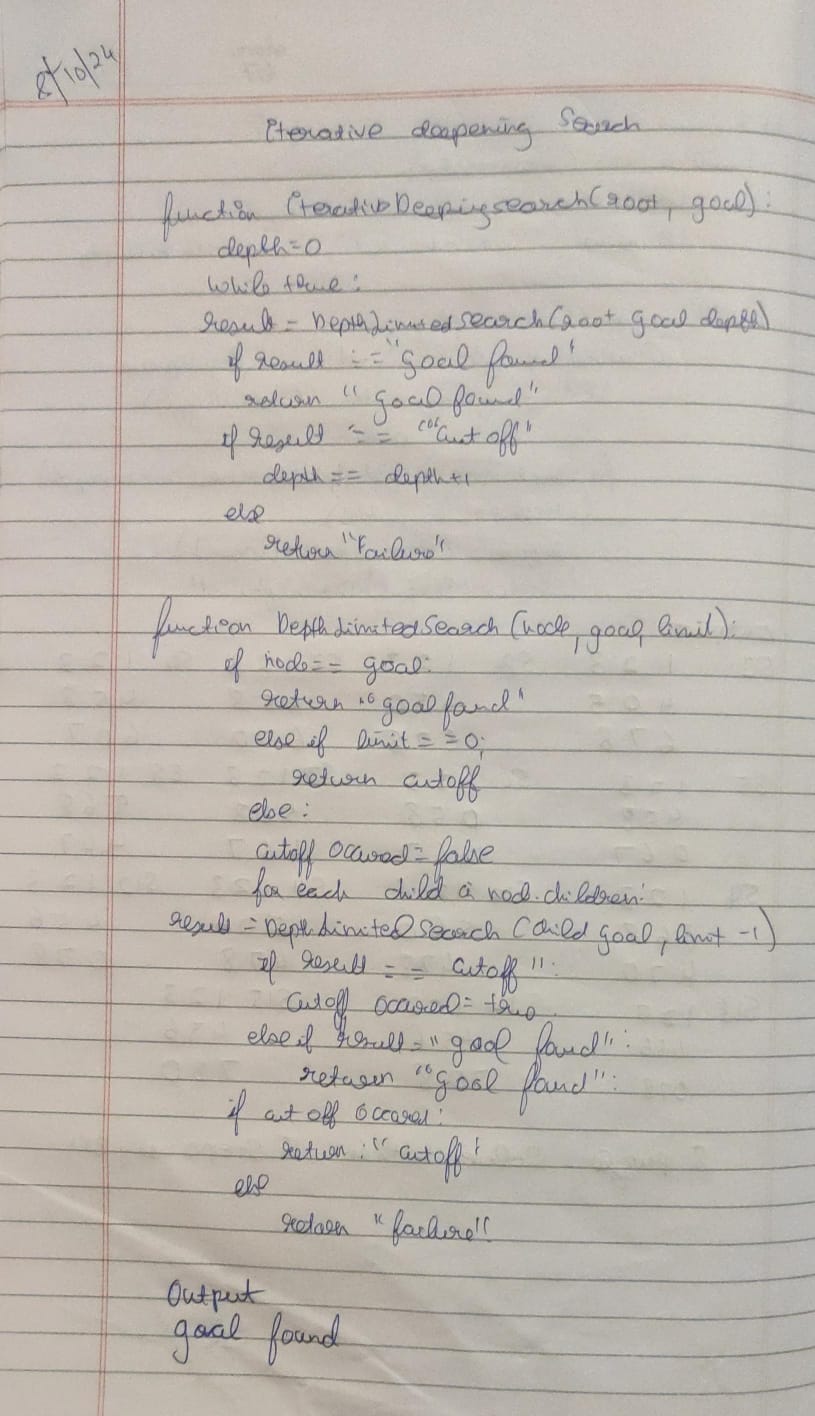 8/10/24
Iterative deepening Search
function IterativeDeepingsearch(root, goal):
depth=0
while true:
result = DepthLimitedSearch(root goal depth)
if result == "goal found"
return "goal found"
if result == "Cut off"
depth == depth+1
else
return "Failure"
function DepthLimitedSearch (node, goal, limit):
if node == goal:
return "goal found"
else if limit == 0;
return cutoff
else:
cutoff occured = false
for each child in node.children:
result = DepthLimitedSearch (child goal, limit -1)
if result == cutoff":
cutoff occured = true
else if result = "goal found":
return "goal found":
if cut off occured:
return : "cutoff"
else
return "failure"
Output
goal found